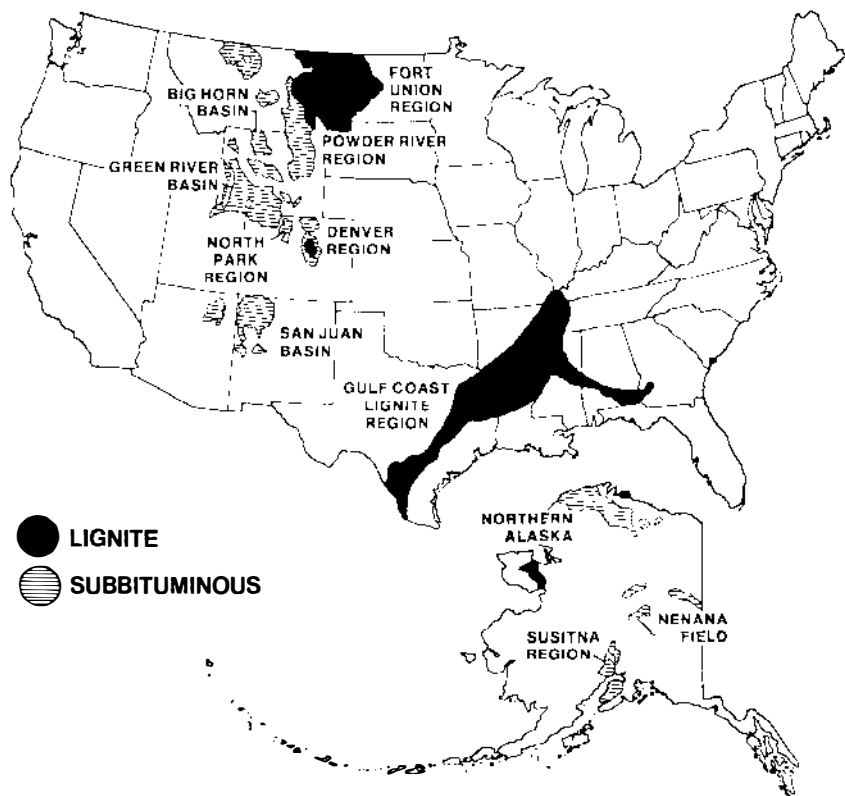 FORT
UNION
REGION
BIG HORN
BASIN
POWDER RIVER
REGION
GREEN RIVER
BASIN
NORTH
PARK
REGION
DENVER
REGION
SAN JUAN
BASIN
GULF COAST
LIGNITE
REGION
NORTHERN
ALASKA
LIGNITE
SUBBITUMINOUS
NENANA
FIELD
SUSITNA
REGION